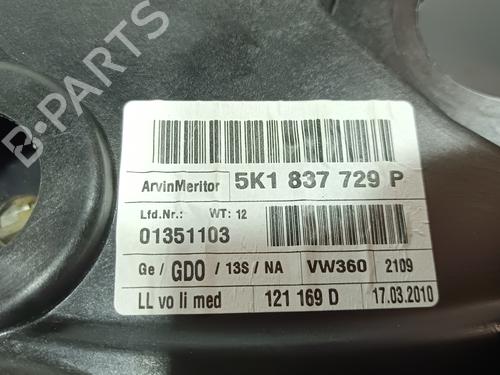 B-PARTS
ArvinMeritor 5K1 837 729 P
Lfd.Nr.: WT: 12
01351103
Ge / GDO / 13S / NA VW360 2109
LL vo li med 121 169 D 17.03.2010